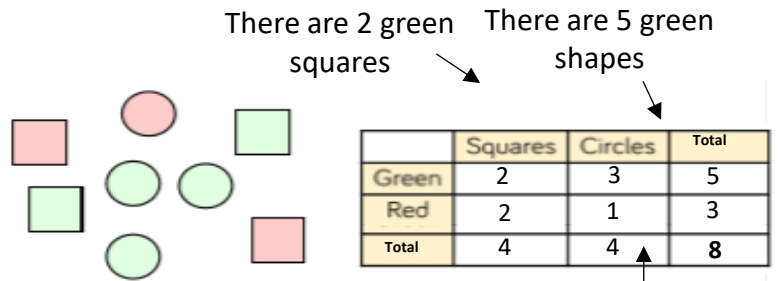 There are 2 green
squares
There are 5 green
shapes
Squares Circles Total
Green 2 3 5
Red 2 1 3
Total 4 4 8